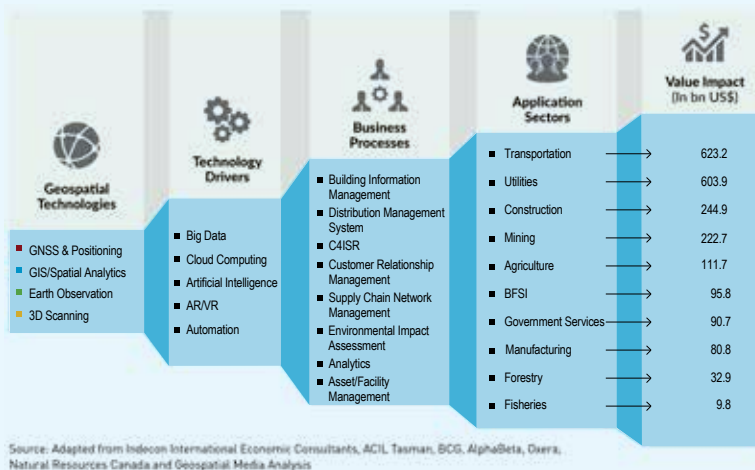 Geospatial
Technologies
GNSS & Positioning
GIS/Spatial Analytics
Earth Observation
3D Scanning
Technology
Drivers
Big Data
Cloud Computing
Artificial Intelligence
AR/VR
Automation
Business
Processes
Building Information
Management
Distribution Management
System
C4ISR
Customer Relationship
Management
Supply Chain Network
Management
Environmental Impact
Assessment
Analytics
Asset/Facility
Management
Application
Sectors
Value Impact
(In bn US$)
Transportation 623.2
Utilities 603.9
Construction 244.9
Mining 222.7
Agriculture 111.7
BFSI 95.8
Government Services 90.7
Manufacturing 80.8
Forestry 32.9
Fisheries 9.8
Source: Adapted from Indecon International Economic Consultants, ACIL Tasman, BCG, AlphaBeta, Oxera,
Natural Resources Canada and Geospatial Media Analysis